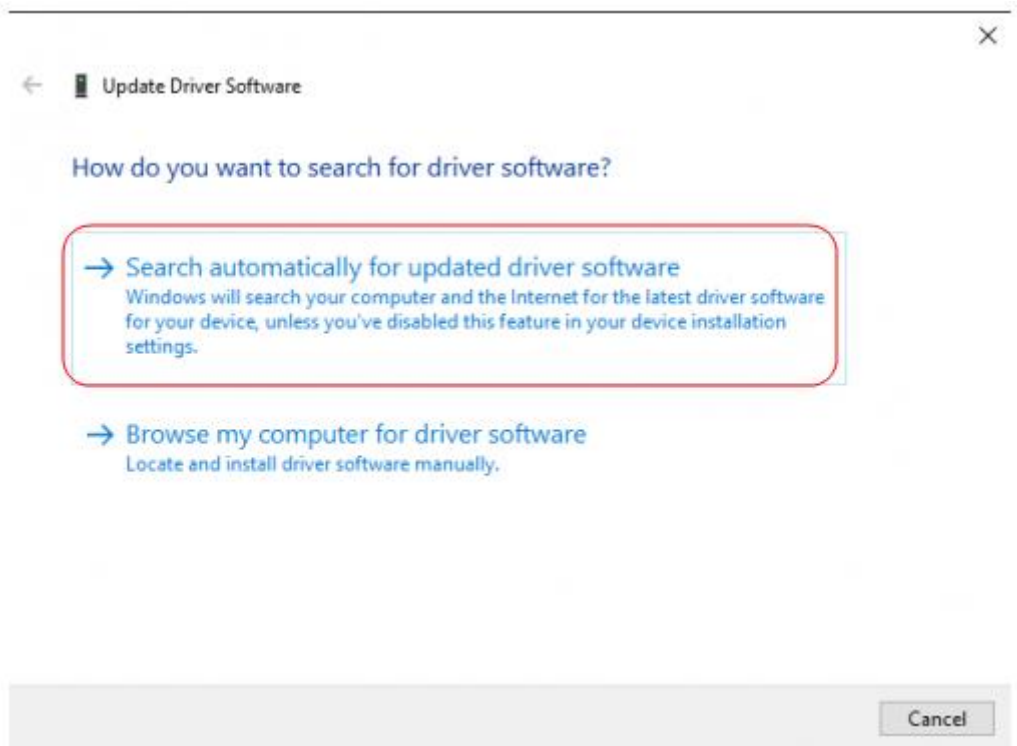 Update Driver Software
How do you want to search for driver software?
Search automatically for updated driver software
Windows will search your computer and the Internet for the latest driver software
for your device, unless you've disabled this feature in your device installation
settings.
Browse my computer for driver software
Locate and install driver software manually.
Cancel